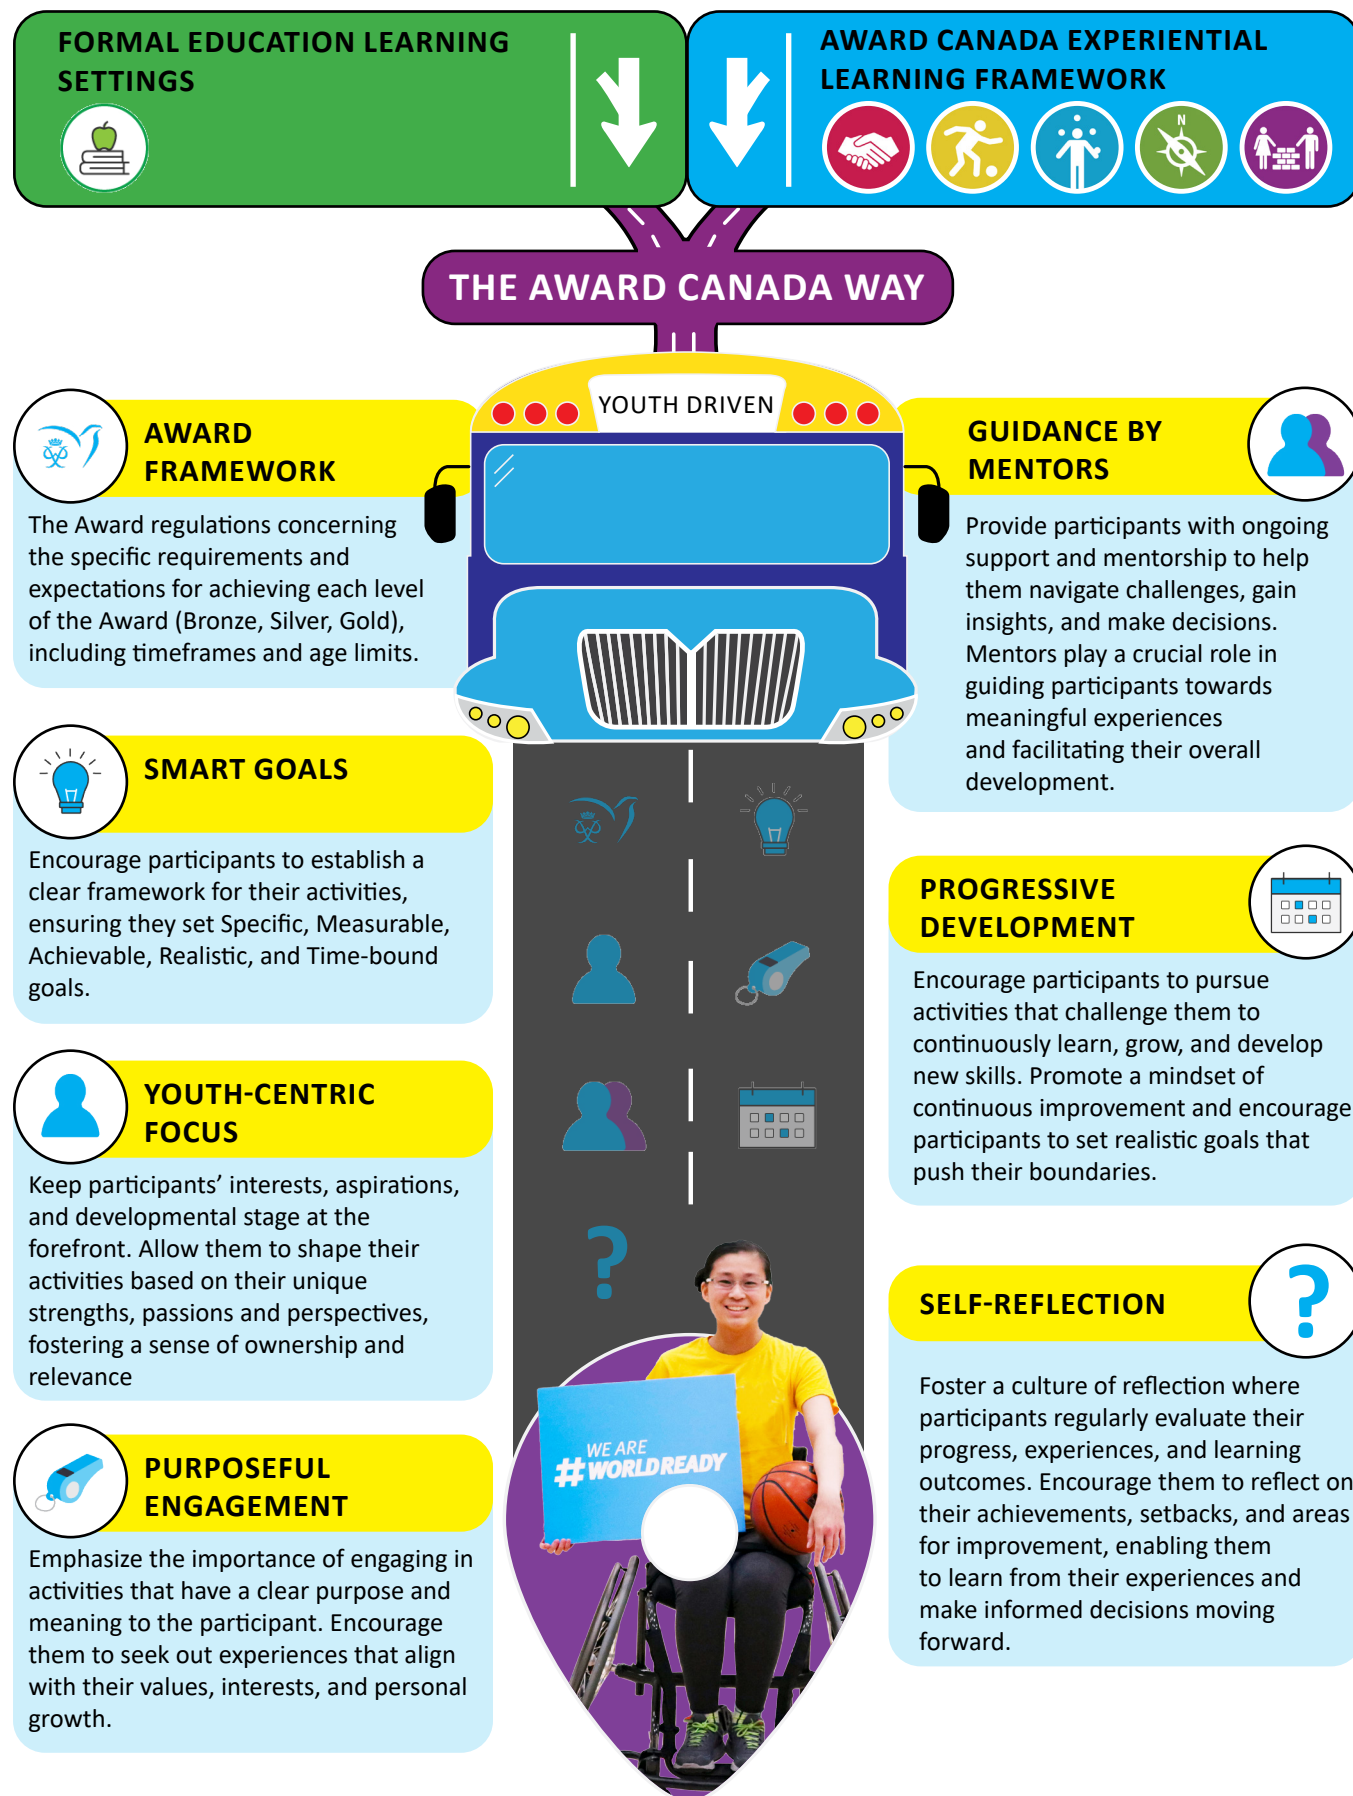 FORMAL EDUCATION LEARNING
SETTINGS
AWARD CANADA EXPERIENTIAL
LEARNING FRAMEWORK
N
THE AWARD CANADA WAY
YOUTH DRIVEN
AWARD
FRAMEWORK
The Award regulations concerning
the specific requirements and
expectations for achieving each level
of the Award (Bronze, Silver, Gold),
including timeframes and age limits.
SMART GOALS
Encourage participants to establish a
clear framework for their activities,
ensuring they set Specific, Measurable,
Achievable, Realistic, and Time-bound
goals.
YOUTH-CENTRIC
FOCUS
Keep participants’ interests, aspirations,
and developmental stage at the
forefront. Allow them to shape their
activities based on their unique
strengths, passions and perspectives,
fostering a sense of ownership and
relevance
PURPOSEFUL
ENGAGEMENT
Emphasize the importance of engaging in
activities that have a clear purpose and
meaning to the participant. Encourage
them to seek out experiences that align
with their values, interests, and personal
growth.
GUIDANCE BY
MENTORS
Provide participants with ongoing
support and mentorship to help
them navigate challenges, gain
insights, and make decisions.
Mentors play a crucial role in
guiding participants towards
meaningful experiences
and facilitating their overall
development.
PROGRESSIVE
DEVELOPMENT
Encourage participants to pursue
activities that challenge them to
continuously learn, grow, and develop
new skills. Promote a mindset of
continuous improvement and encourage
participants to set realistic goals that
push their boundaries.
SELF-REFLECTION
?
Foster a culture of reflection where
participants regularly evaluate their
progress, experiences, and learning
outcomes. Encourage them to reflect on
their achievements, setbacks, and areas
for improvement, enabling them
to learn from their experiences and
make informed decisions moving
forward.
?
WE ARE
#WORLDREADY